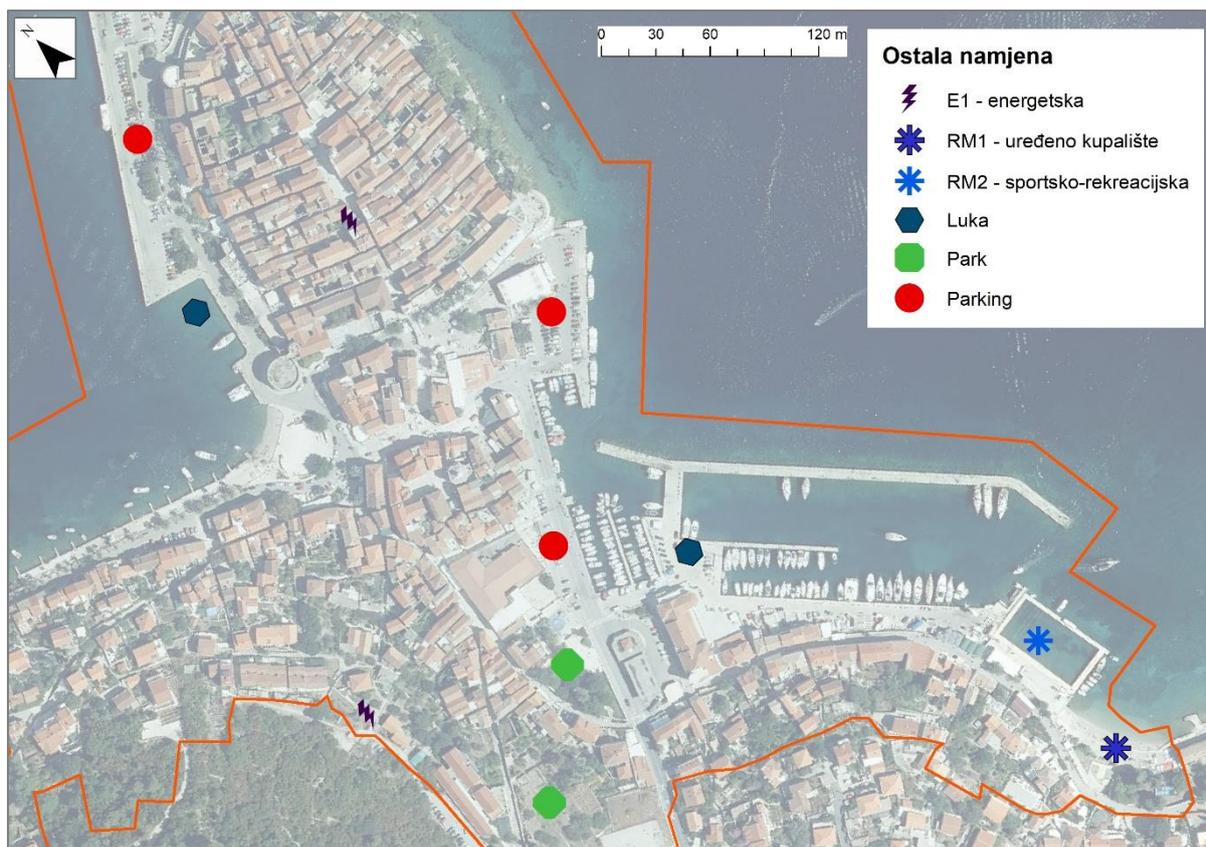 N
0 30 60 120 m
Ostala namjena
E1 - energetska
RM1 - uređeno kupalište
RM2 - sportsko-rekreacijska
Luka
Park
Parking